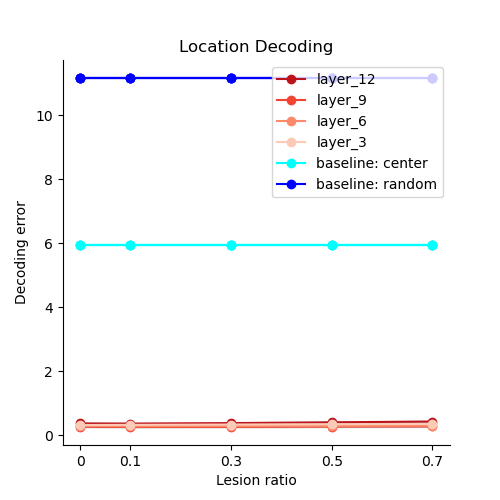 Location Decoding
layer_12
layer_9
layer_6
layer_3
baseline: center
baseline: random
Decoding error
10
8
6
4
2
0
0 0.1 0.3 0.5 0.7
Lesion ratio